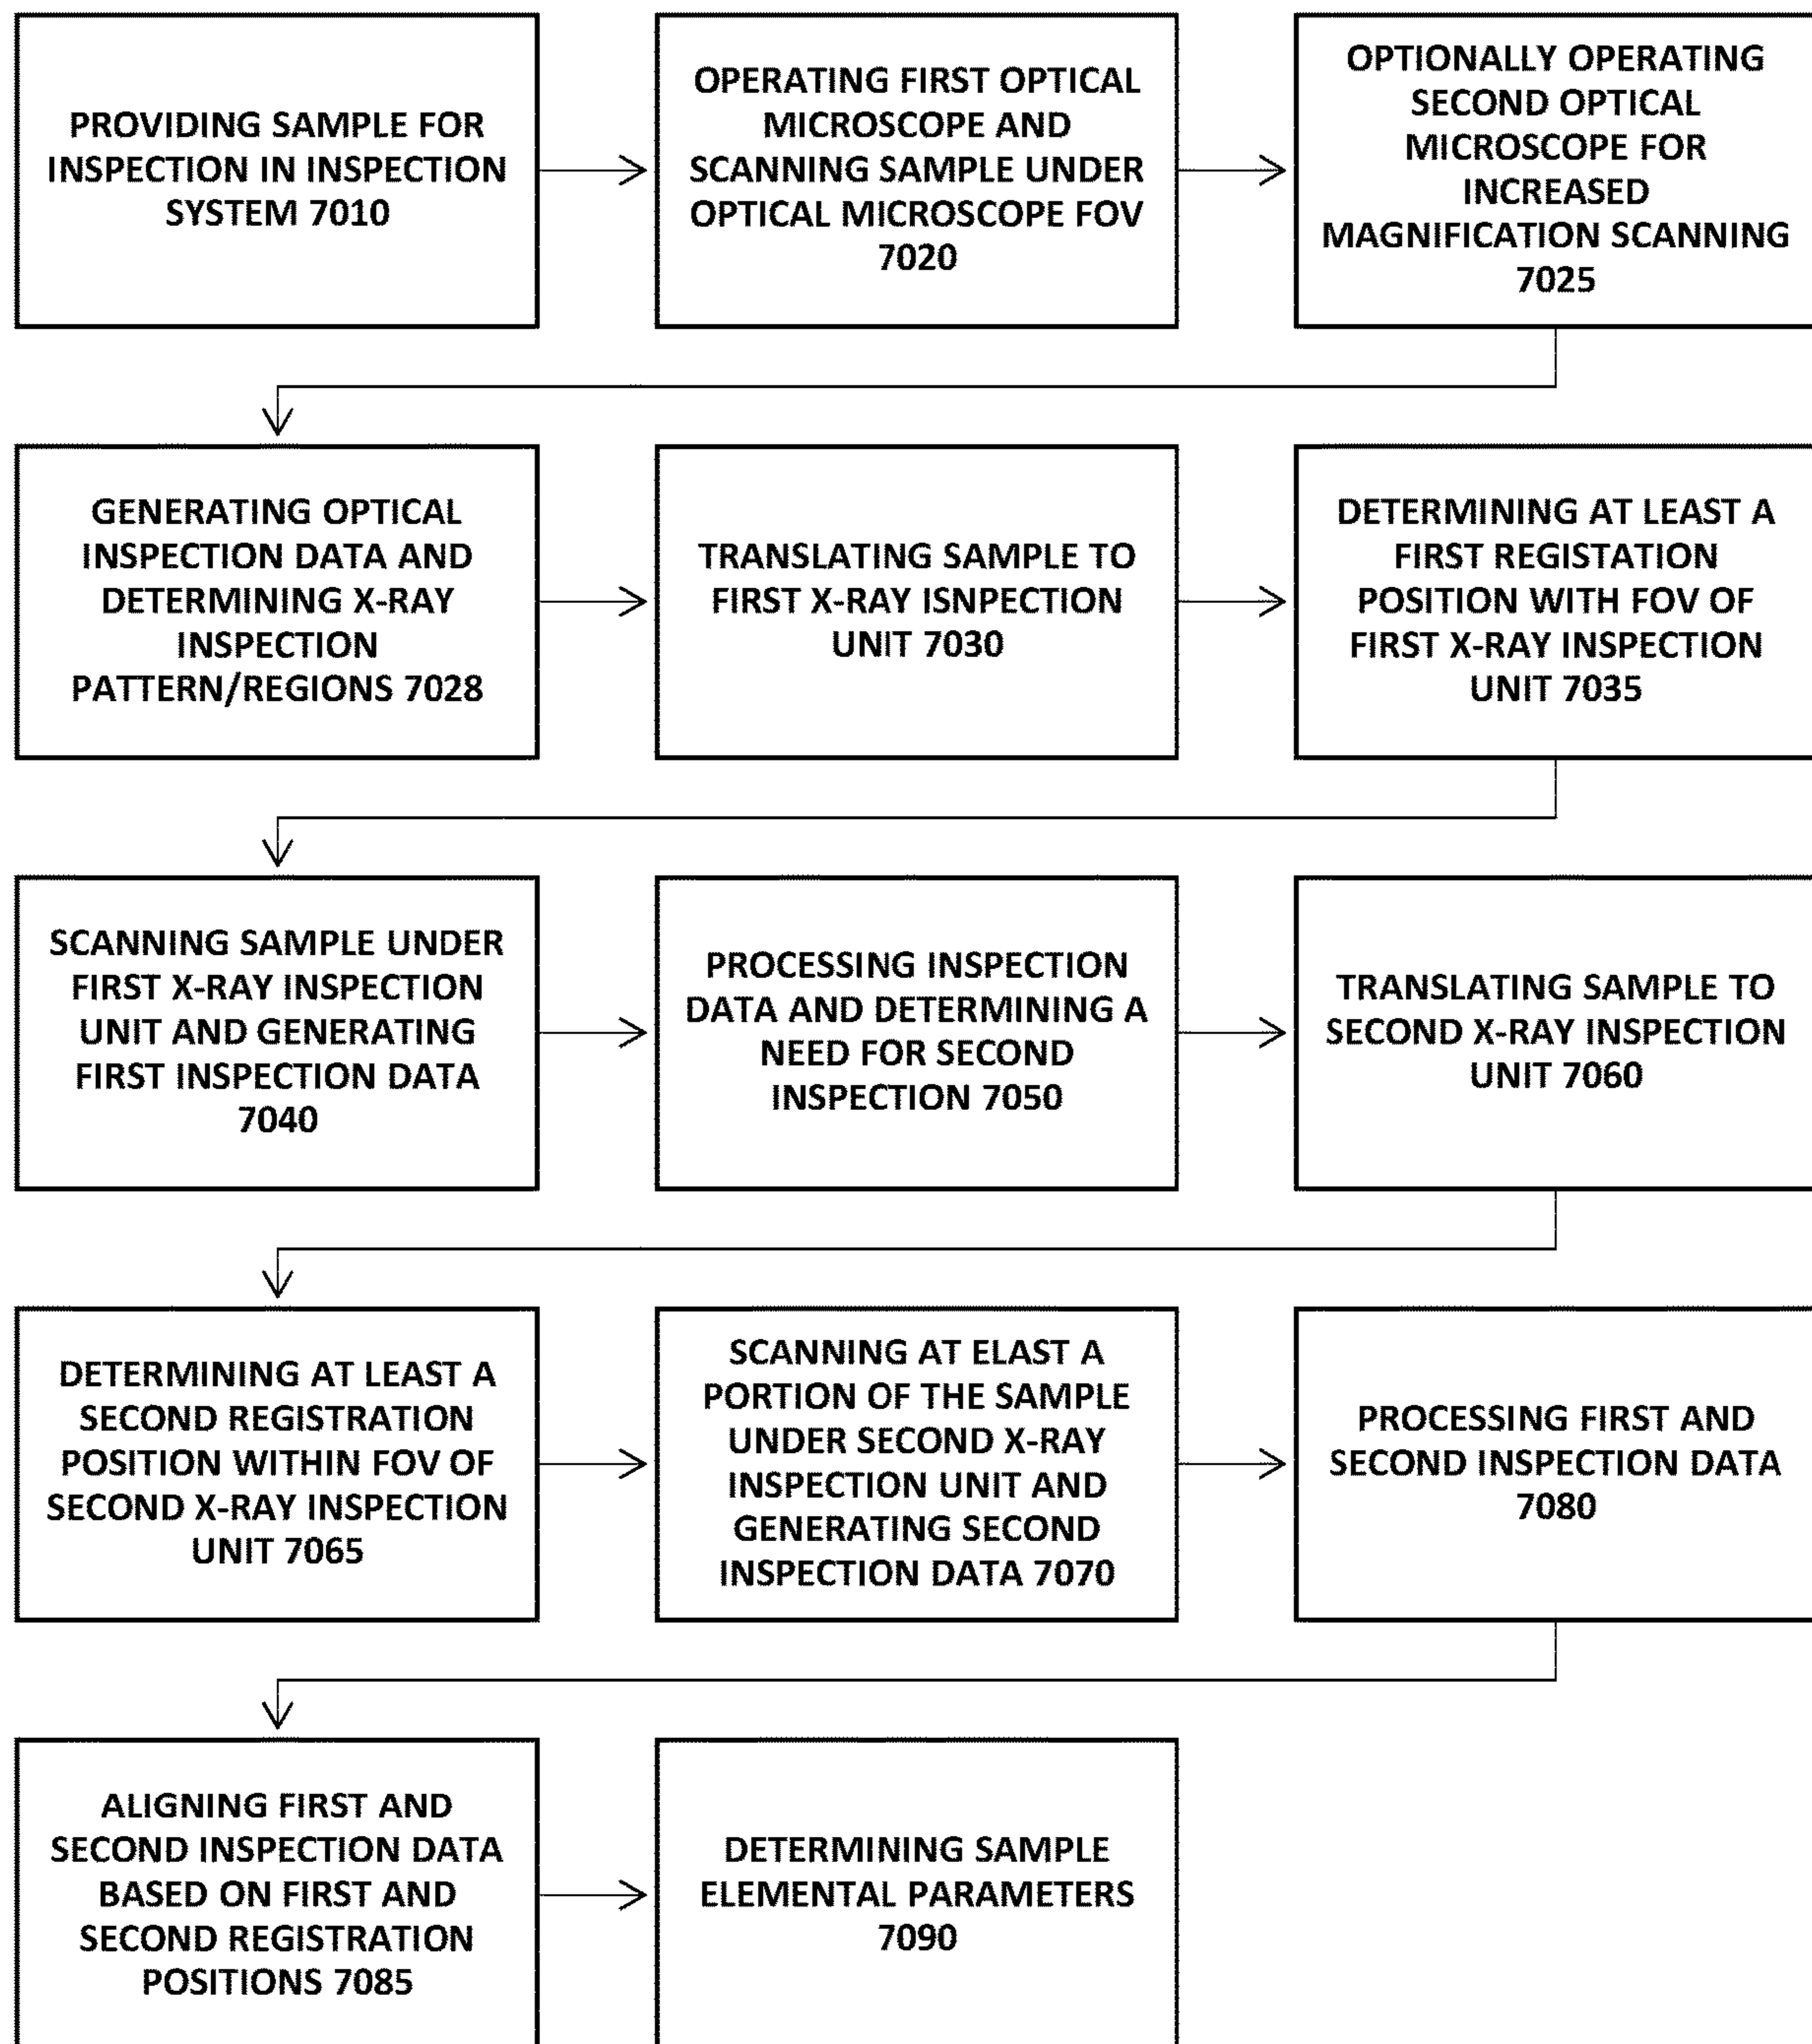 PROVIDING SAMPLE FOR
INSPECTION IN INSPECTION
SYSTEM 7010
OPERATING FIRST OPTICAL
MICROSCOPE AND
SCANNING SAMPLE UNDER
OPTICAL MICROSCOPE FOV
7020
OPTIONALLY OPERATING
SECOND OPTICAL
MICROSCOPE FOR
INCREASED
MAGNIFICATION SCANNING
7025
GENERATING OPTICAL
INSPECTION DATA AND
DETERMINING X-RAY
INSPECTION
PATTERN/REGIONS 7028
TRANSLATING SAMPLE TO
FIRST X-RAY ISNPECTION
UNIT 7030
DETERMINING AT LEAST A
FIRST REGISTATION
POSITION WITH FOV OF
FIRST X-RAY INSPECTION
UNIT 7035
SCANNING SAMPLE UNDER
FIRST X-RAY INSPECTION
UNIT AND GENERATING
FIRST INSPECTION DATA
7040
PROCESSING INSPECTION
DATA AND DETERMINING A
NEED FOR SECOND
INSPECTION 7050
TRANSLATING SAMPLE TO
SECOND X-RAY INSPECTION
UNIT 7060
DETERMINING AT LEAST A
SECOND REGISTRATION
POSITION WITHIN FOV OF
SECOND X-RAY INSPECTION
UNIT 7065
SCANNING AT ELAST A
PORTION OF THE SAMPLE
UNDER SECOND X-RAY
INSPECTION UNIT AND
GENERATING SECOND
INSPECTION DATA 7070
PROCESSING FIRST AND
SECOND INSPECTION DATA
7080
ALIGNING FIRST AND
SECOND INSPECTION DATA
BASED ON FIRST AND
SECOND REGISTRATION
POSITIONS 7085
DETERMINING SAMPLE
ELEMENTAL PARAMETERS
7090